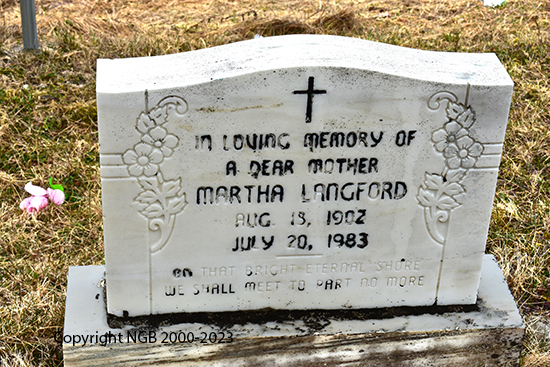 IN LOVING MEMORY OF
A DEAR MOTHER
MARTHA LANGFORD
AUG. 13, 1902
JULY 20, 1983
ON THAT BRIGHT ETERNAL SHORE
WE SHALL MEET TO PART NO MORE
Copyright NGB 2000-2023